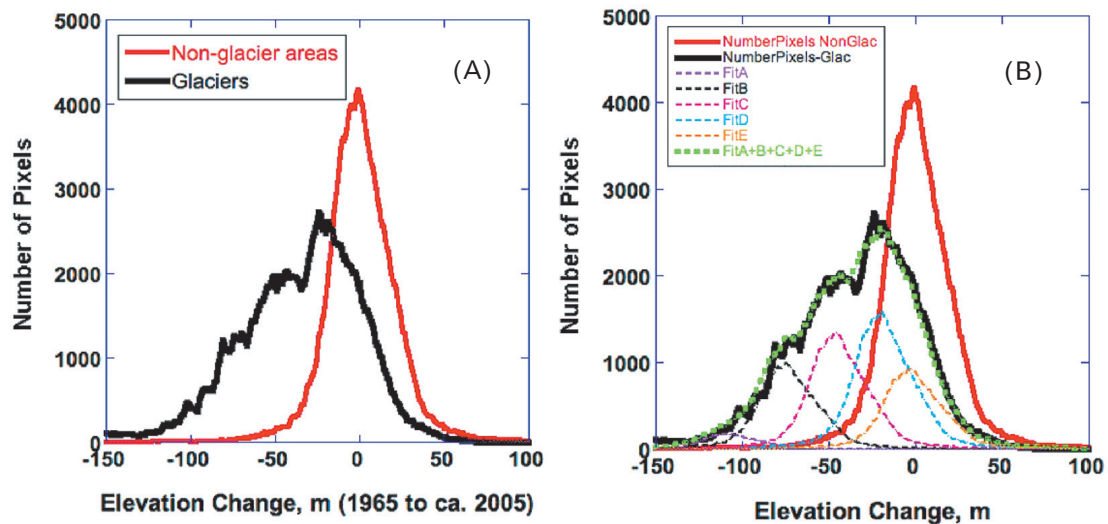 5000
4000
3000
2000
1000
0
Number of Pixels
Non-glacier areas
Glaciers
(A)
-150
-100
-50
0
50
100
Elevation Change, m (1965 to ca. 2005)
5000
4000
3000
2000
1000
0
Number of Pixels
NumberPixels NonGlac
NumberPixels-Glac
FitA
FitB
FitC
FitD
FitE
FitA+B+C+D+E
(B)
-150
-100
-50
0
50
100
Elevation Change, m